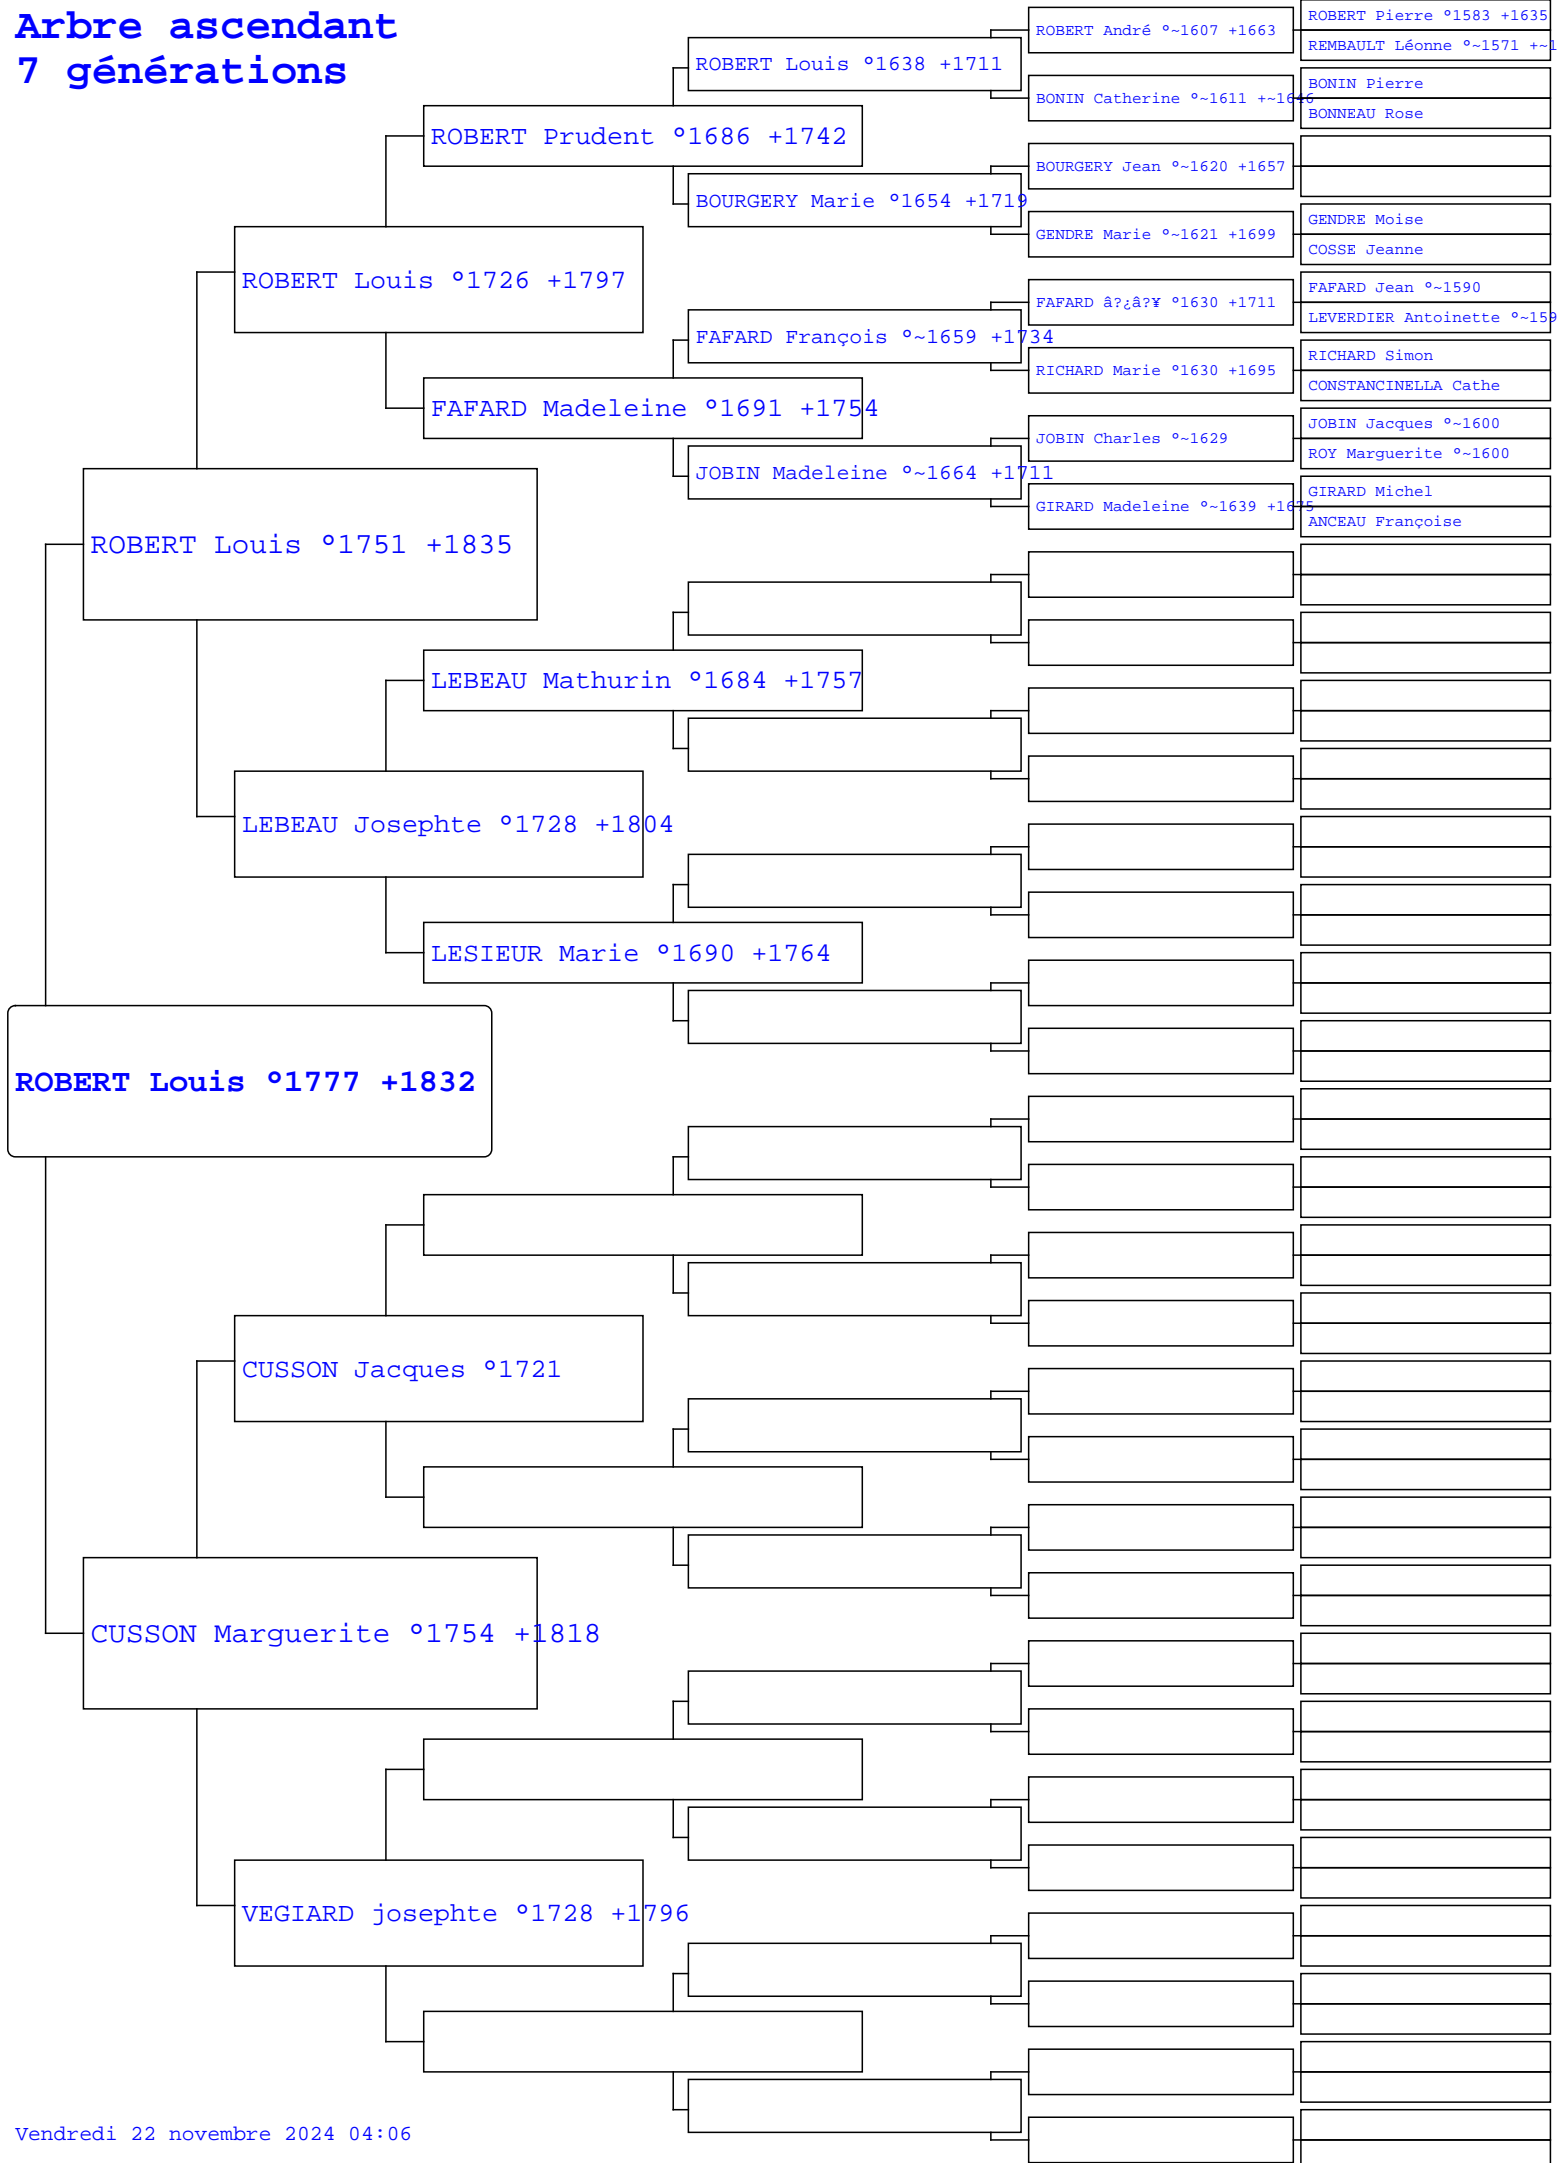 Arbre ascendant
7 générations
ROBERT Pierre °1583 +1635
ROBERT André °~1607 +1663
REMBAULT Léonne °~1571 +~1
ROBERT Louis °1638 +1711
BONIN Pierre
BONIN Catherine °~1611 +~1646
BONNEAU Rose
ROBERT Prudent °1686 +1742
BOURGERY Jean °~1620 +1657
BOURGERY Marie °1654 +1719
GENDRE Moise
GENDRE Marie °~1621 +1699
COSSE Jeanne
ROBERT Louis °1726 +1797
FAFARD Jean °~1590
FAFARD â?¿â?¥ °1630 +1711
LEVERDIER Antoinette °~159
FAFARD François °~1659 +1734
RICHARD Simon
RICHARD Marie °1630 +1695
CONSTANCINELLA Cathe
FAFARD Madeleine °1691 +1754
JOBIN Jacques °~1600
JOBIN Charles °~1629
ROY Marguerite °~1600
JOBIN Madeleine °~1664 +1711
GIRARD Michel
GIRARD Madeleine °~1639 +1675
ANCEAU Françoise
ROBERT Louis °1751 +1835
LEBEAU Mathurin °1684 +1757
LEBEAU Josephte °1728 +1804
LESIEUR Marie °1690 +1764
ROBERT Louis °1777 +1832
CUSSON Jacques °1721
CUSSON Marguerite °1754 +1818
VEGIARD josephte °1728 +1796
Vendredi 22 novembre 2024 04:06